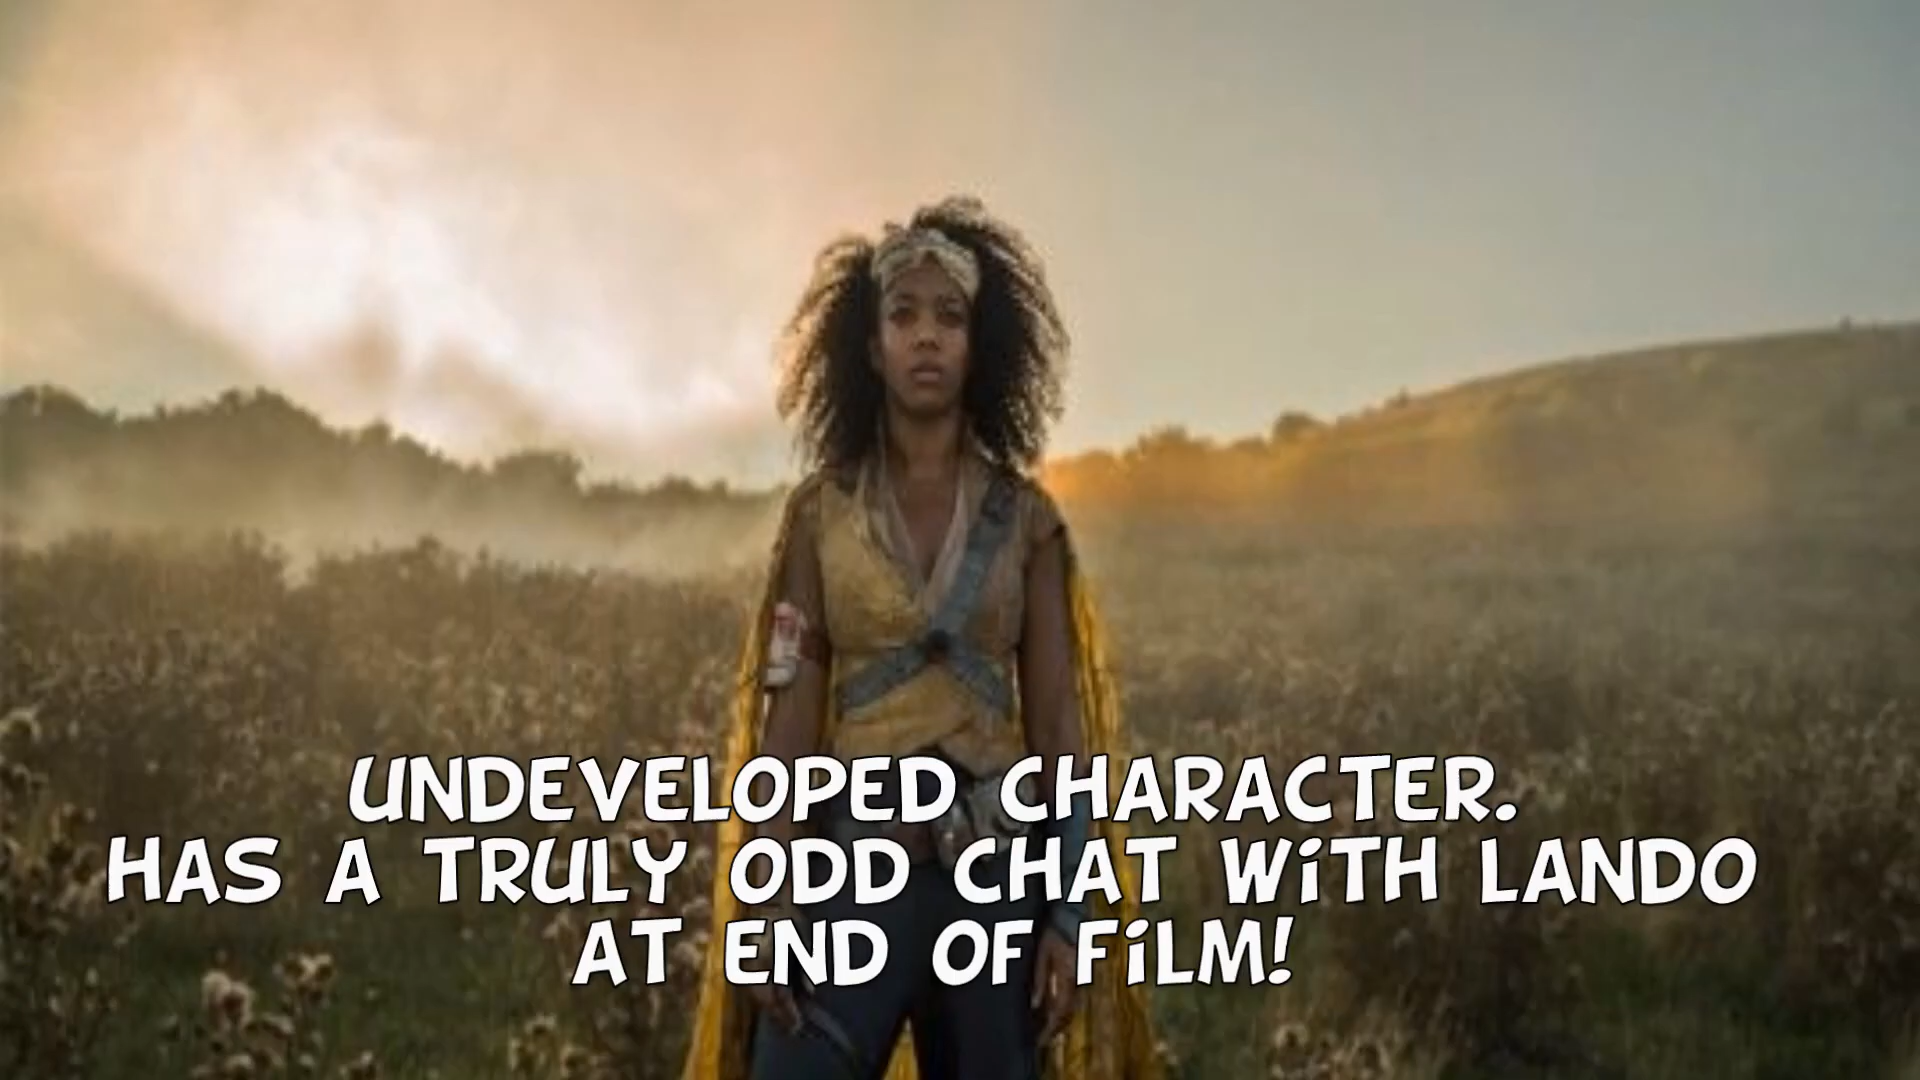 UNDEVELOPED CHARACTER.
HAS A TRULY ODD CHAT WITH LANDO
AT END OF FILM!